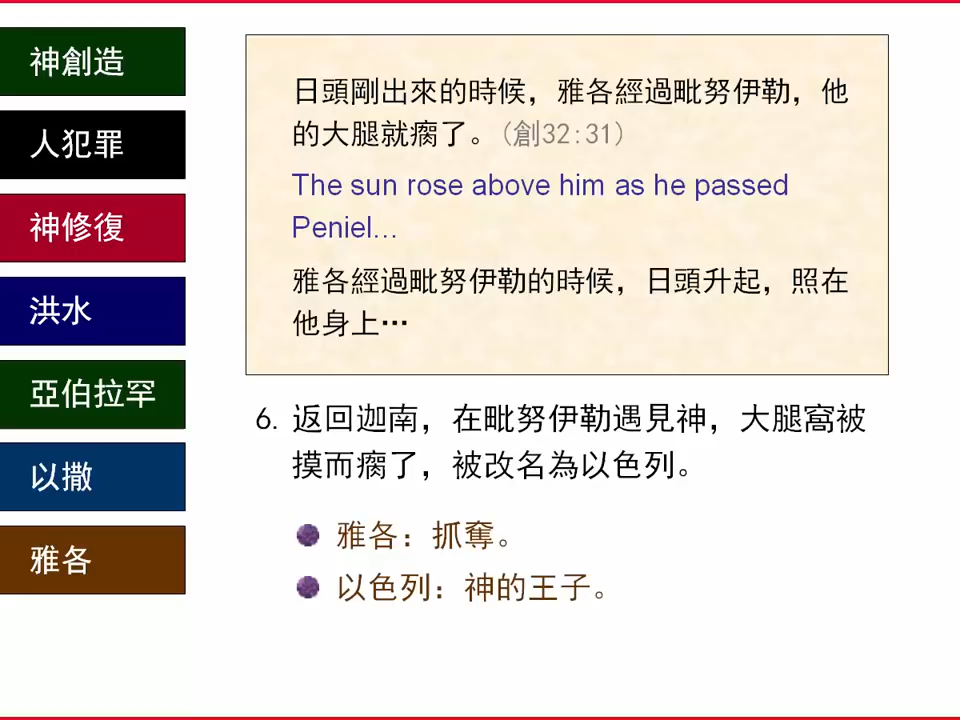 神創造
人犯罪
神修復
洪水
亞伯拉罕
以撒
雅各
日頭剛出來的時候，雅各經過毗努伊勒，他
的大腿就瘸了。(創32:31)
The sun rose above him as he passed
Peniel...
雅各經過毗努伊勒的時候，日頭升起，照在
他身上…
6. 返回迦南，在毗努伊勒遇見神，大腿窩被
摸而瘸了，被改名為以色列。
雅各：抓奪。
以色列：神的王子。